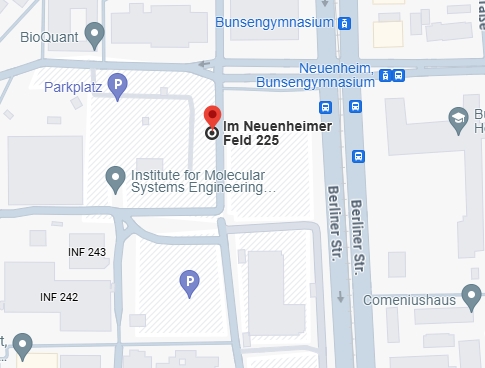 Bunsengymnasium
BioQuant
Neuenheim,
Bunsengymnasium
Parkplatz
P
Im Neuenheimer
Feld 225
Institute for Molecular
Systems Engineering...
Berliner Str.
Berliner Str.
INF 243
INF 242
P
Comeniushaus